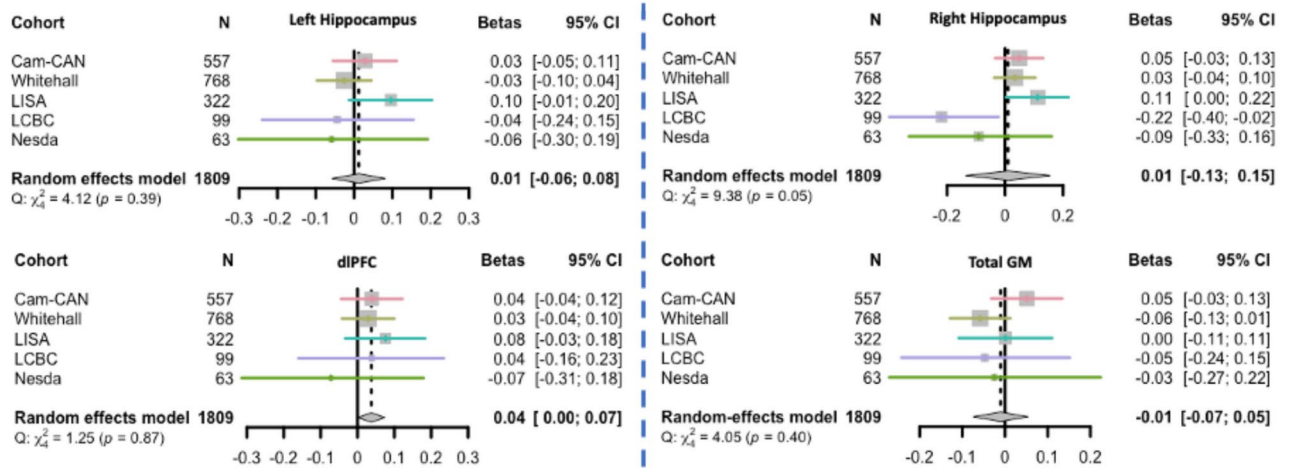 Cohort N Left Hippocampus Betas 95% CI
Cam-CAN 557 0.03 [-0.05; 0.11]
Whitehall 768 -0.03 [-0.10; 0.04]
LISA 322 0.10 [-0.01; 0.20]
LCBC 99 -0.04 [-0.24; 0.15]
Nesda 63 -0.06 [-0.30; 0.19]
Random effects model 1809 0.01 [-0.06; 0.08]
Q: χ²₄ = 4.12 (p = 0.39)
-0.3 -0.2 -0.1 0 0.1 0.2 0.3
Cohort N Right Hippocampus Betas 95% CI
Cam-CAN 557 0.05 [-0.03; 0.13]
Whitehall 768 0.03 [-0.04; 0.10]
LISA 322 0.11 [ 0.00; 0.22]
LCBC 99 -0.22 [-0.40; -0.02]
Nesda 63 -0.09 [-0.33; 0.16]
Random effects model 1809 0.01 [-0.13; 0.15]
Q: χ²₄ = 9.38 (p = 0.05)
-0.2 0 0.2
Cohort N dlPFC Betas 95% CI
Cam-CAN 557 0.04 [-0.04; 0.12]
Whitehall 768 0.03 [-0.04; 0.10]
LISA 322 0.08 [-0.03; 0.18]
LCBC 99 0.04 [-0.16; 0.23]
Nesda 63 -0.07 [-0.31; 0.18]
Random effects model 1809 0.04 [ 0.00; 0.07]
Q: χ²₄ = 1.25 (p = 0.87)
-0.3 -0.2 -0.1 0 0.1 0.2 0.3
Cohort N Total GM Betas 95% CI
Cam-CAN 557 0.05 [-0.03; 0.13]
Whitehall 768 -0.06 [-0.13; 0.01]
LISA 322 0.00 [-0.11; 0.11]
LCBC 99 -0.05 [-0.24; 0.15]
Nesda 63 -0.03 [-0.27; 0.22]
Random-effects model 1809 -0.01 [-0.07; 0.05]
Q: χ²₄ = 4.05 (p = 0.40)
-0.2 -0.1 0 0.1 0.2